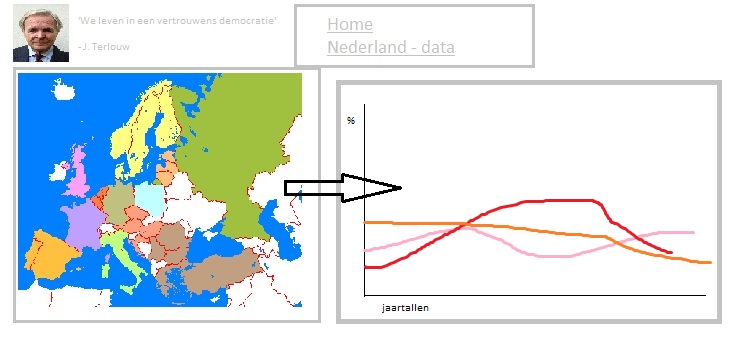 'We leven in een vertrouwens democratie'
- J. Terlouw
Home
Nederland - data
%
jaartallen